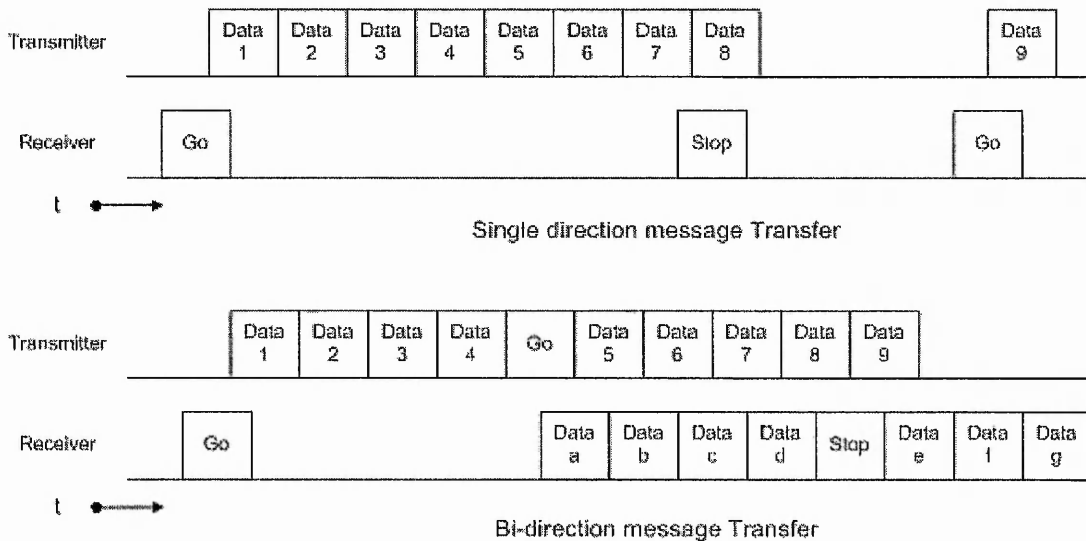 Transmitter
Data 1 Data 2 Data 3 Data 4 Data 5 Data 6 Data 7 Data 8 Data 9
Receiver
Go Stop Go
t
Single direction message Transfer
Transmitter
Data 1 Data 2 Data 3 Data 4 Go Data 5 Data 6 Data 7 Data 8 Data 9
Receiver
Go Data a Data b Data c Data d Stop Data e Data f Data g
t
Bi-direction message Transfer